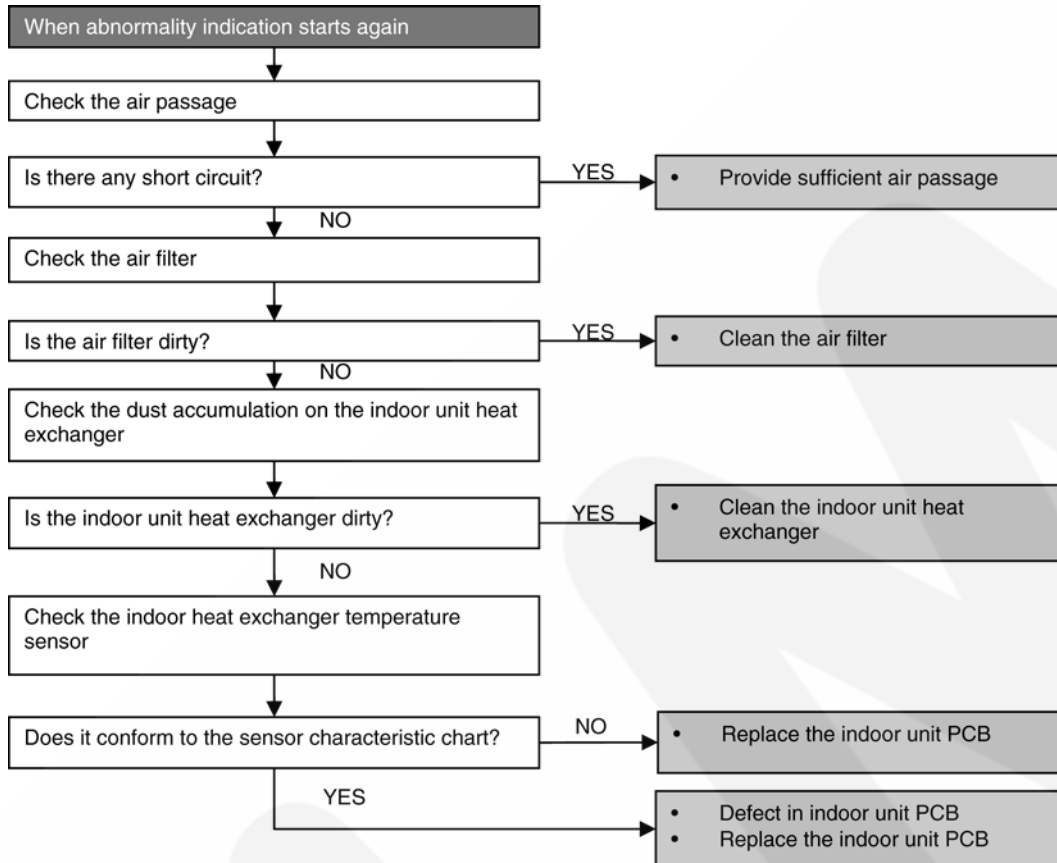 When abnormality indication starts again
Check the air passage
Is there any short circuit?
YES
• Provide sufficient air passage
NO
Check the air filter
Is the air filter dirty?
YES
• Clean the air filter
NO
Check the dust accumulation on the indoor unit heat
exchanger
Is the indoor unit heat exchanger dirty?
YES
• Clean the indoor unit heat
exchanger
NO
Check the indoor heat exchanger temperature
sensor
Does it conform to the sensor characteristic chart?
NO
• Replace the indoor unit PCB
YES
• Defect in indoor unit PCB
• Replace the indoor unit PCB